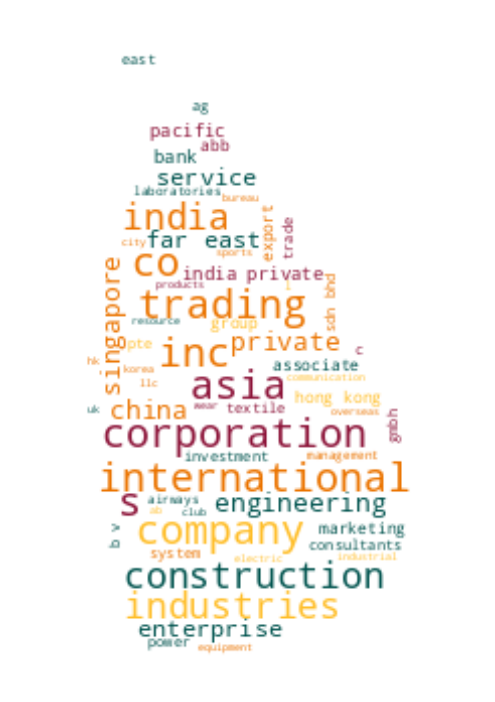 east
ag
pacific
abb
bank
service
laboratories
bureau
india
export
trade
city
far east
sports
co
india private
singapore
products
l
sdn bhd
trading
resource
group
pte
inc
private
c
hk
korea
associate
llc
asia
communication
uk
china
wear
textile
hong kong
overseas
gmbh
corporation
investment
management
international
s
airways
ab
club
engineering
b v
company
marketing
consultants
system
electric
industrial
construction
industries
enterprise
power
equipment